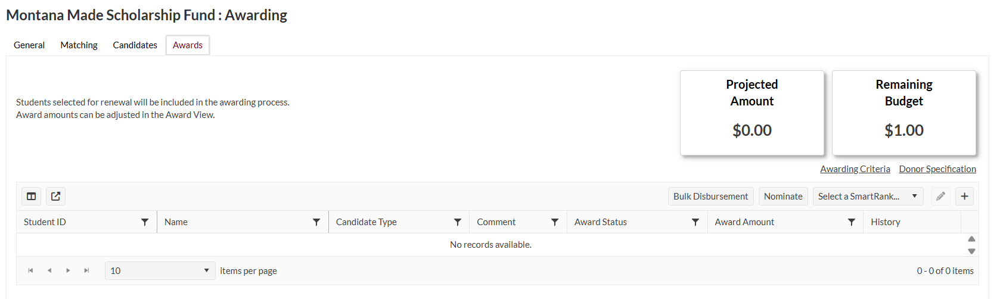 Montana Made Scholarship Fund : Awarding
General Matching Candidates Awards
Students selected for renewal will be included in the awarding process.
Award amounts can be adjusted in the Award View.
Projected
Amount
$0.00
Remaining
Budget
$1.00
Awarding Criteria Donor Specification
Bulk Disbursement Nominate Select a SmartRank...
Student ID Name Candidate Type Comment Award Status Award Amount History
No records available.
10 items per page 0 - 0 of 0 items